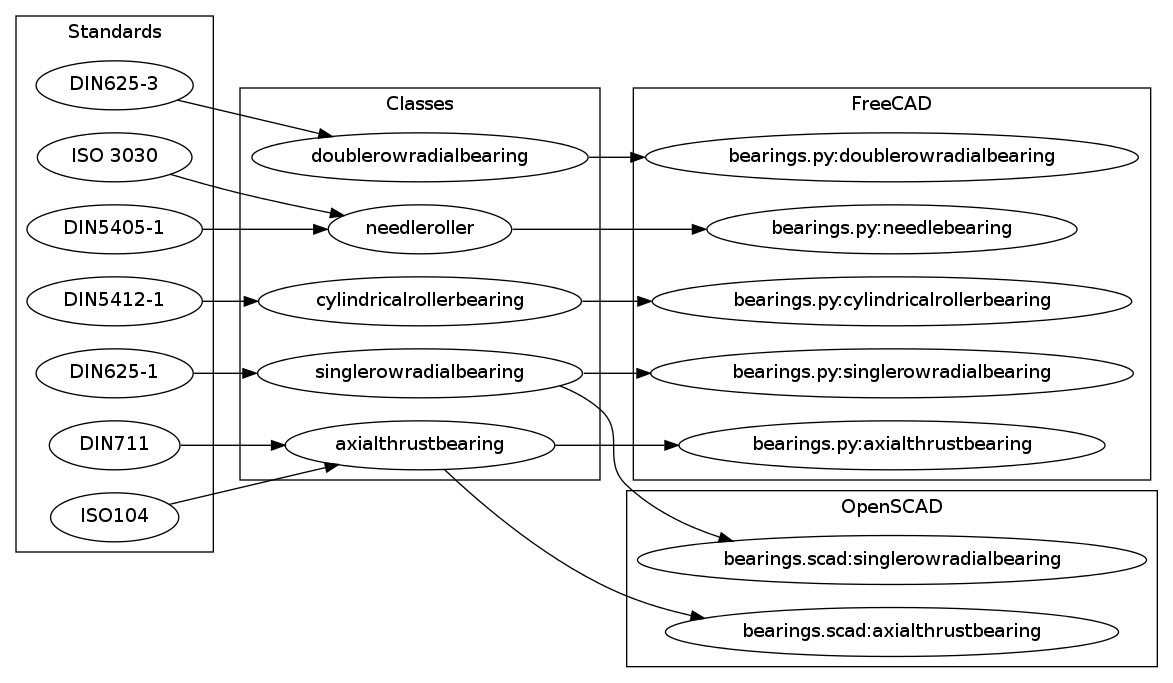 Standards
DIN625-3
ISO 3030
DIN5405-1
DIN5412-1
DIN625-1
DIN711
ISO104
Classes
doublerowradialbearing
needleroller
cylindricalrollerbearing
singlerowradialbearing
axialthrustbearing
FreeCAD
bearings.py:doublerowradialbearing
bearings.py:needlebearing
bearings.py:cylindricalrollerbearing
bearings.py:singlerowradialbearing
bearings.py:axialthrustbearing
OpenSCAD
bearings.scad:singlerowradialbearing
bearings.scad:axialthrustbearing